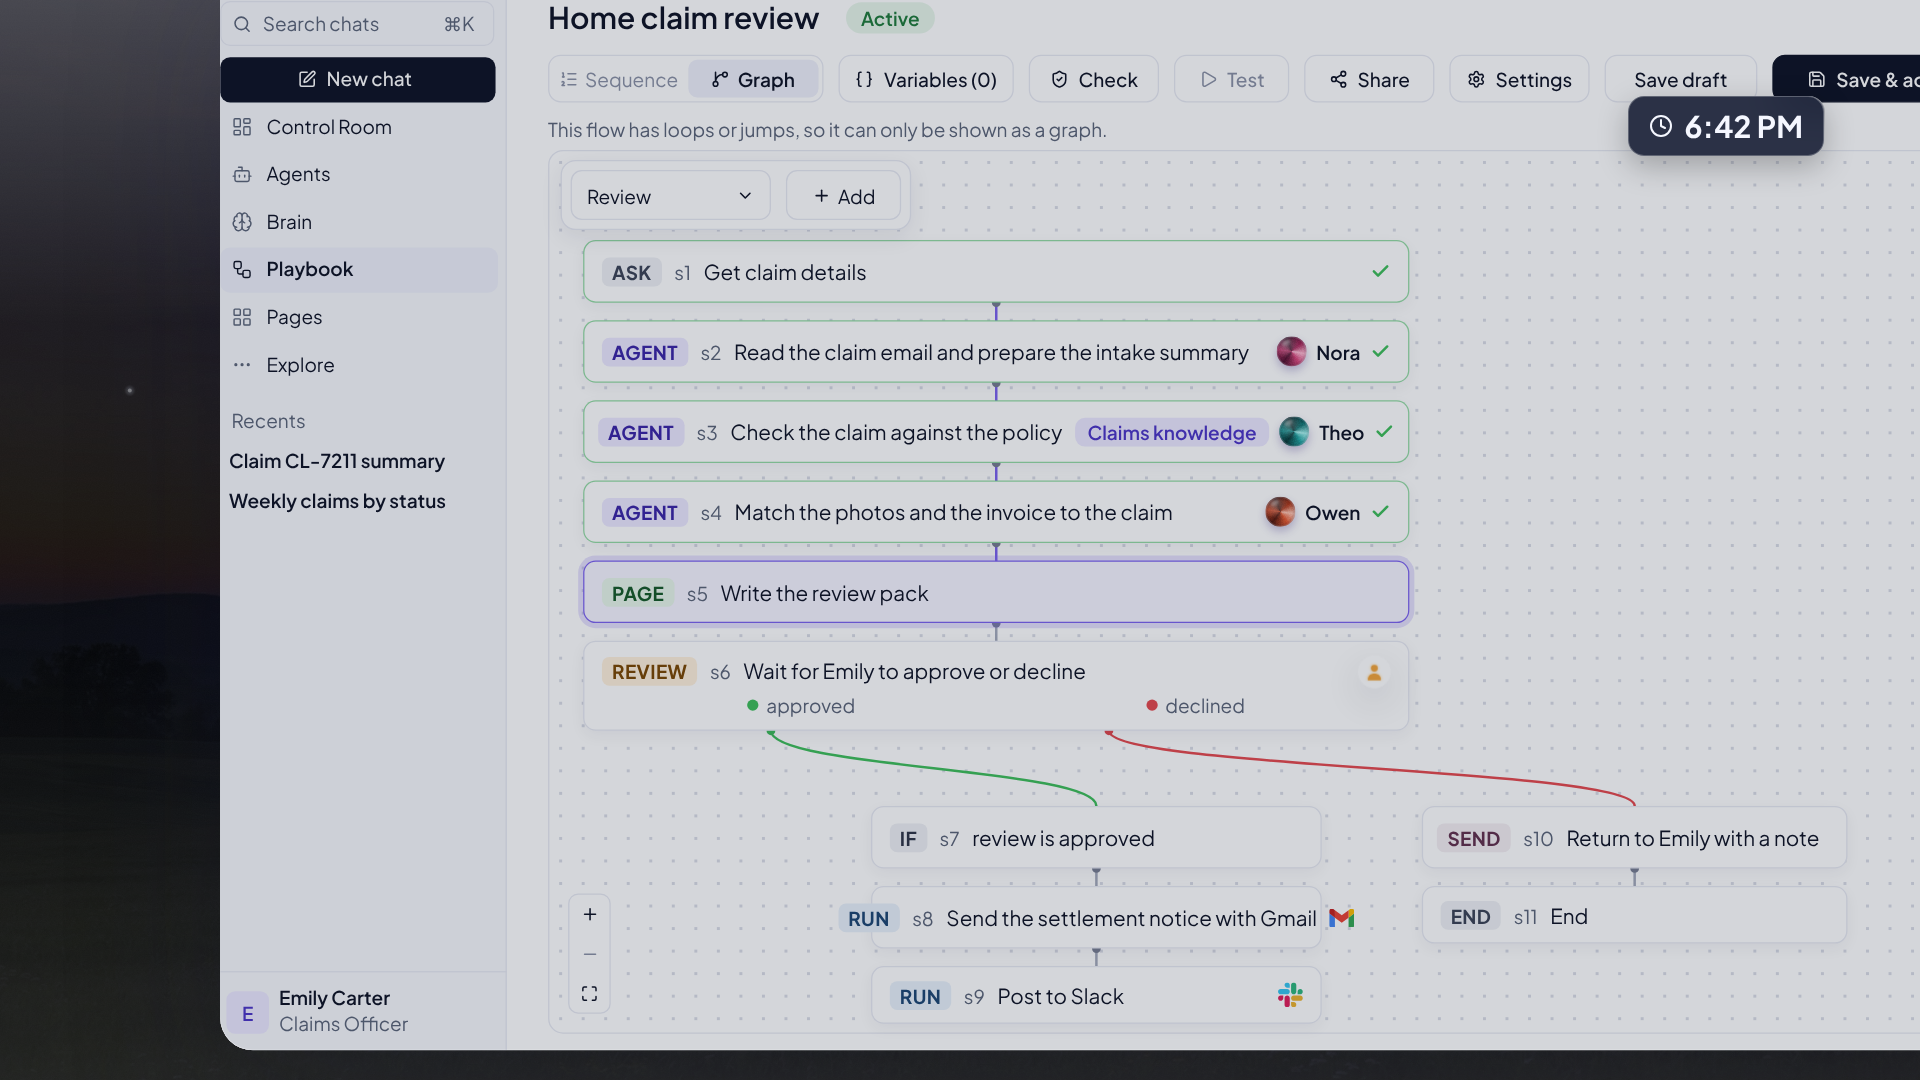 Search chats ⌘K
New chat
Control Room
Agents
Brain
Playbook
Pages
Explore
Recents
Claim CL-7211 summary
Weekly claims by status
E
Emily Carter
Claims Officer
Home claim review Active
Sequence Graph { } Variables (0) Check Test Share Settings Save draft Save &
6:42 PM
This flow has loops or jumps, so it can only be shown as a graph.
Review + Add
ASK s1 Get claim details
AGENT s2 Read the claim email and prepare the intake summary Nora
AGENT s3 Check the claim against the policy Claims knowledge Theo
AGENT s4 Match the photos and the invoice to the claim Owen
PAGE s5 Write the review pack
REVIEW s6 Wait for Emily to approve or decline
approved declined
IF s7 review is approved
SEND s10 Return to Emily with a note
RUN s8 Send the settlement notice with Gmail
END s11 End
RUN s9 Post to Slack